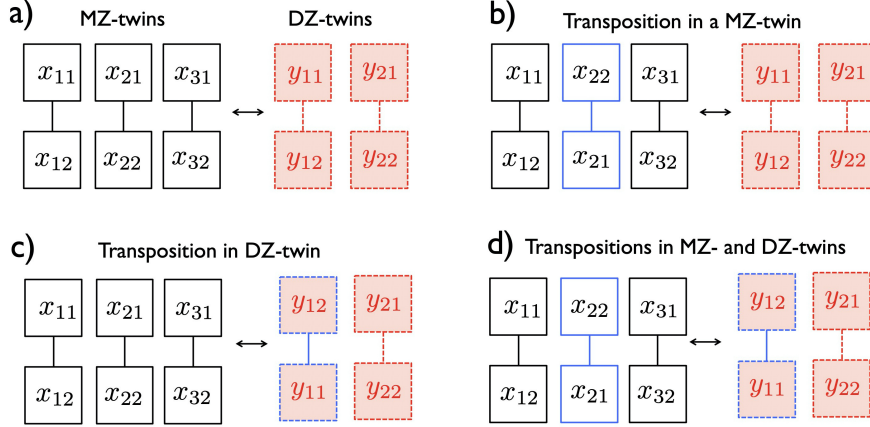 a) MZ-twins DZ-twins
x11 x21 x31 y11 y21
x12 x22 x32 y12 y22
b) Transposition in a MZ-twin
x11 x22 x31 y11 y21
x12 x21 x32 y12 y22
c) Transposition in DZ-twin
x11 x21 x31 y12 y21
x12 x22 x32 y11 y22
d) Transpositions in MZ- and DZ-twins
x11 x22 x31 y12 y21
x12 x21 x32 y11 y22